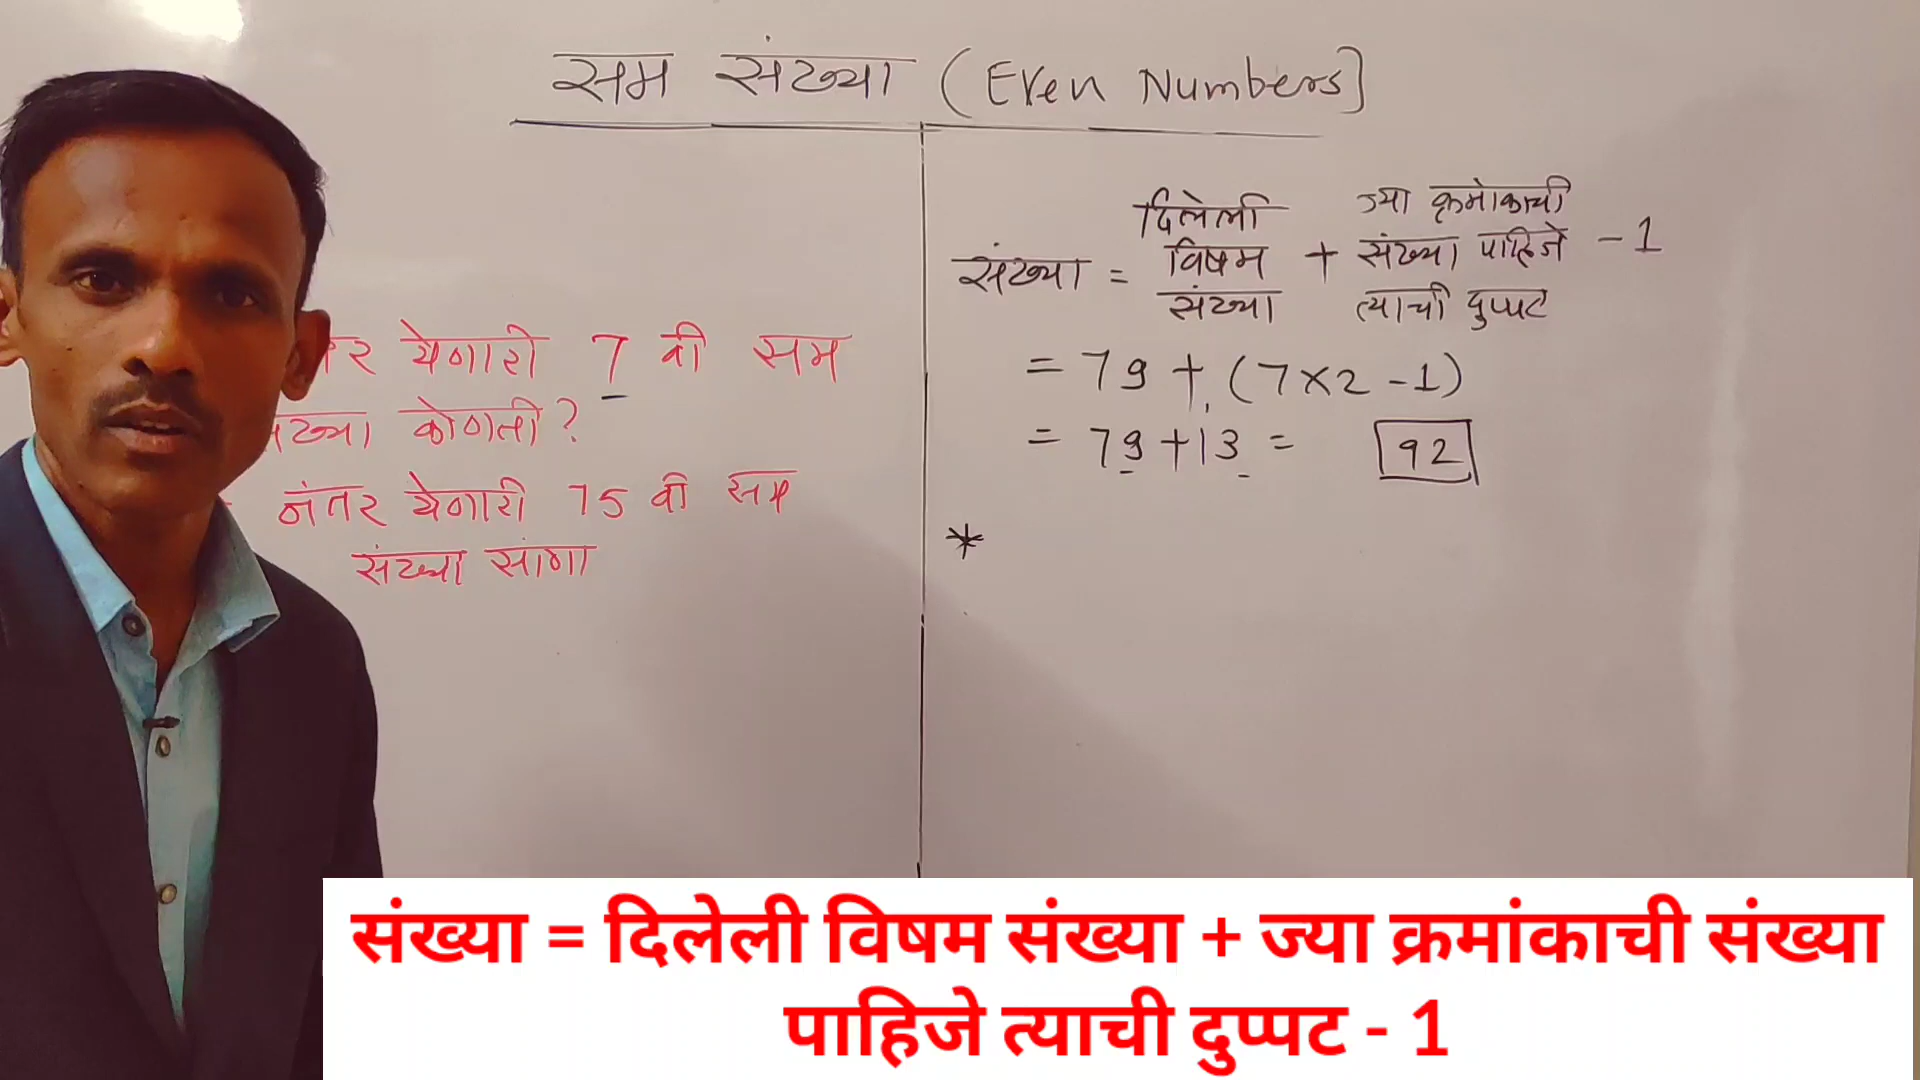 सम संख्या (Even Numbers]
येणारी 7 वी सम
कोणती?
नंतर येणारी 75 वी सम
संख्या सांगा
दिलेली ज्या क्रमांकाची
संख्या = विषम + संख्या पाहिजे - 1
संख्या त्याची दुप्पट
= 79 + (7×2 -1)
= 79 + 13 = 92
*
संख्या = दिलेली विषम संख्या + ज्या क्रमांकाची संख्या
पाहिजे त्याची दुप्पट - 1